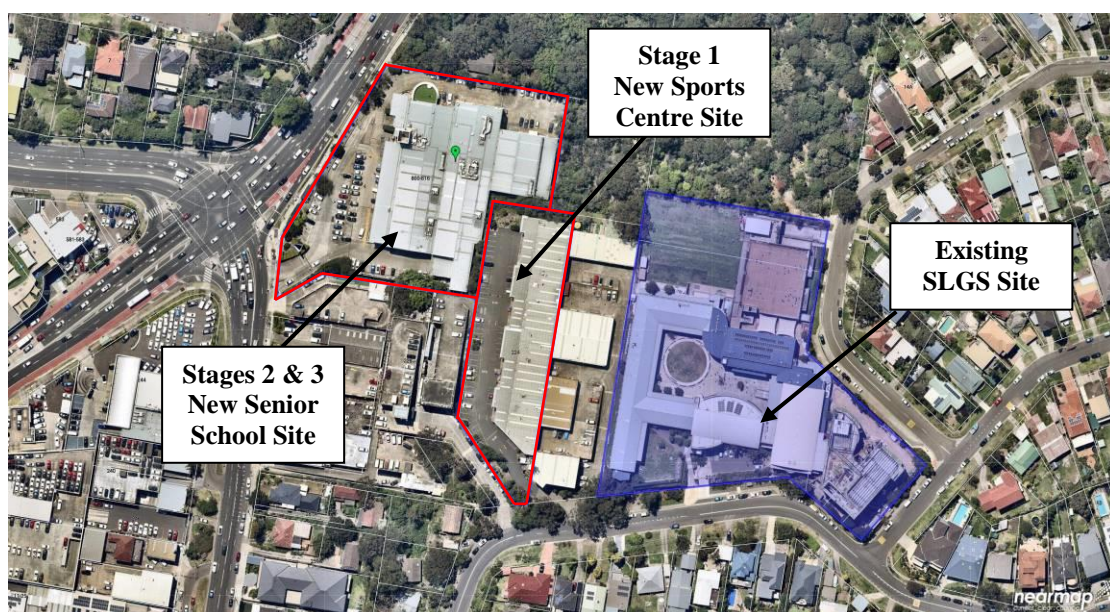 Stage 1
New Sports
Centre Site
Existing
SLGS Site
Stages 2 & 3
New Senior
School Site
nearmap